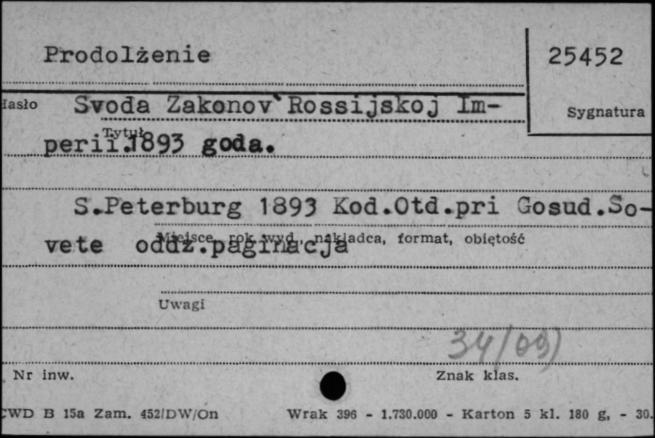 Prodolżenie
25452
Hasło
Svoda Zakonov Rossijskoj Im-
Sygnatura
Tytuł
perii.1893 goda.
S.Peterburg 1893 Kod.Otd.pri Gosud.So-
vete oddz.paginacja
Miejsce, rok wyd., nakładca, format, objętość
Uwagi
34/09)
Nr inw.
Znak klas.
CWD B 15a Zam. 452/DW/On Wrak 396 - 1.730.000 - Karton 5 kl. 180 g, - 30.